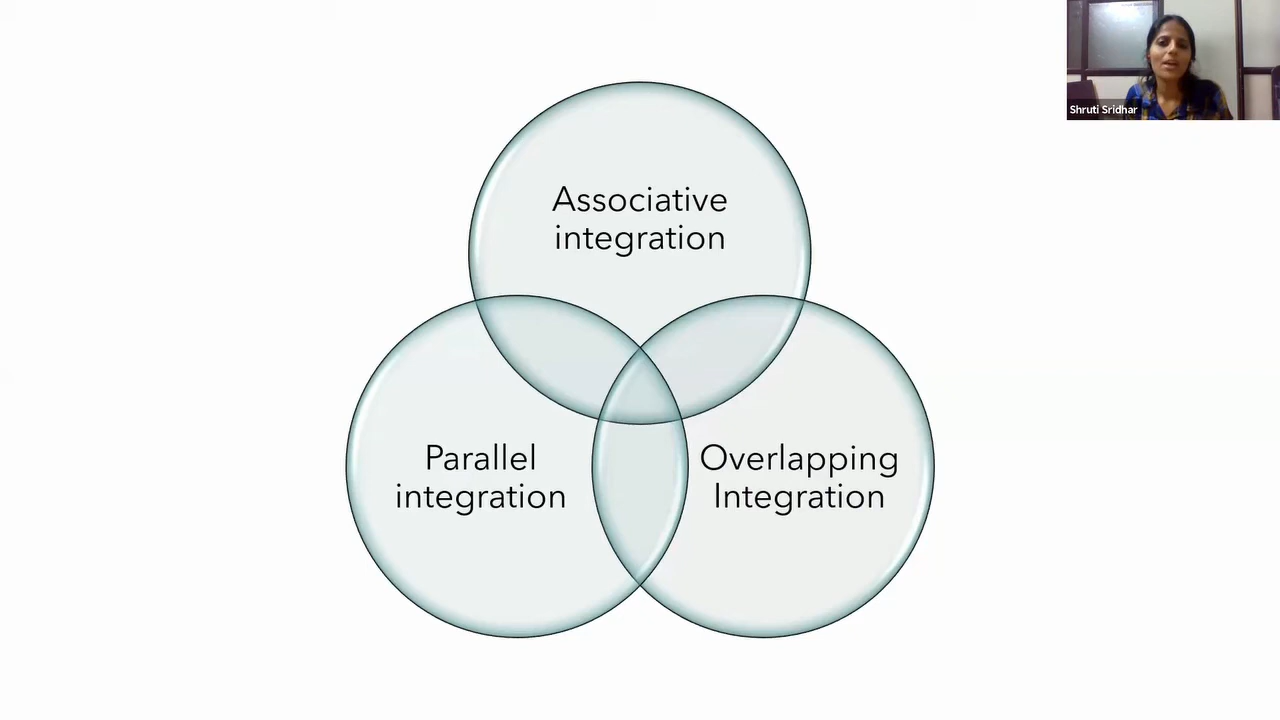 Shruti Sridhar
Associative
integration
Parallel
integration
Overlapping
Integration